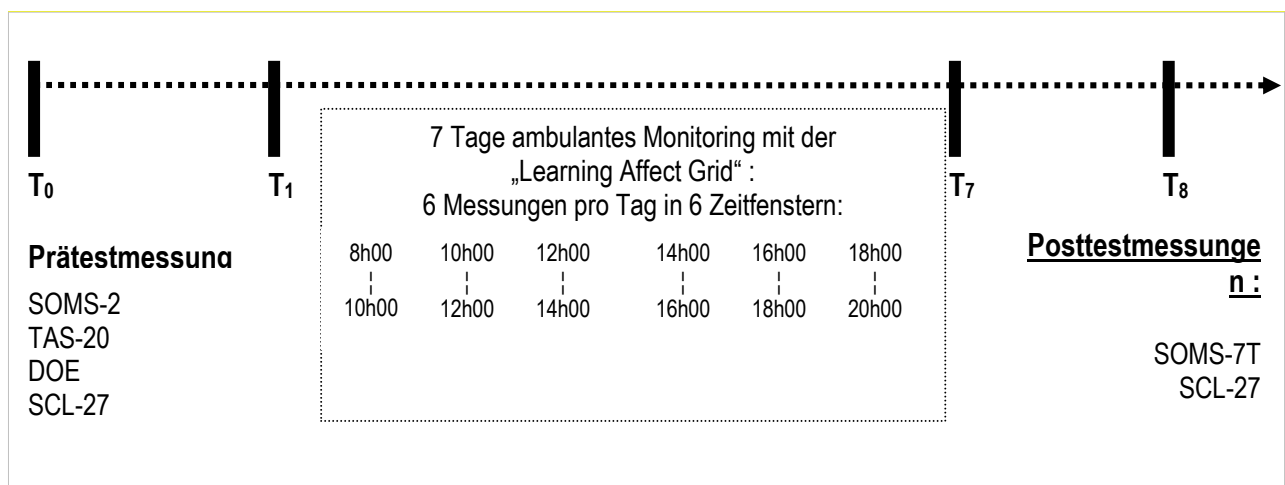 7 Tage ambulantes Monitoring mit der
„Learning Affect Grid“ :
6 Messungen pro Tag in 6 Zeitfenstern:
T₀
T₁
T₇
T₈
8h00 10h00 12h00 14h00 16h00 18h00
10h00 12h00 14h00 16h00 18h00 20h00
Prätestmessung
SOMS-2
TAS-20
DOE
SCL-27
Posttestmessunge
n :
SOMS-7T
SCL-27